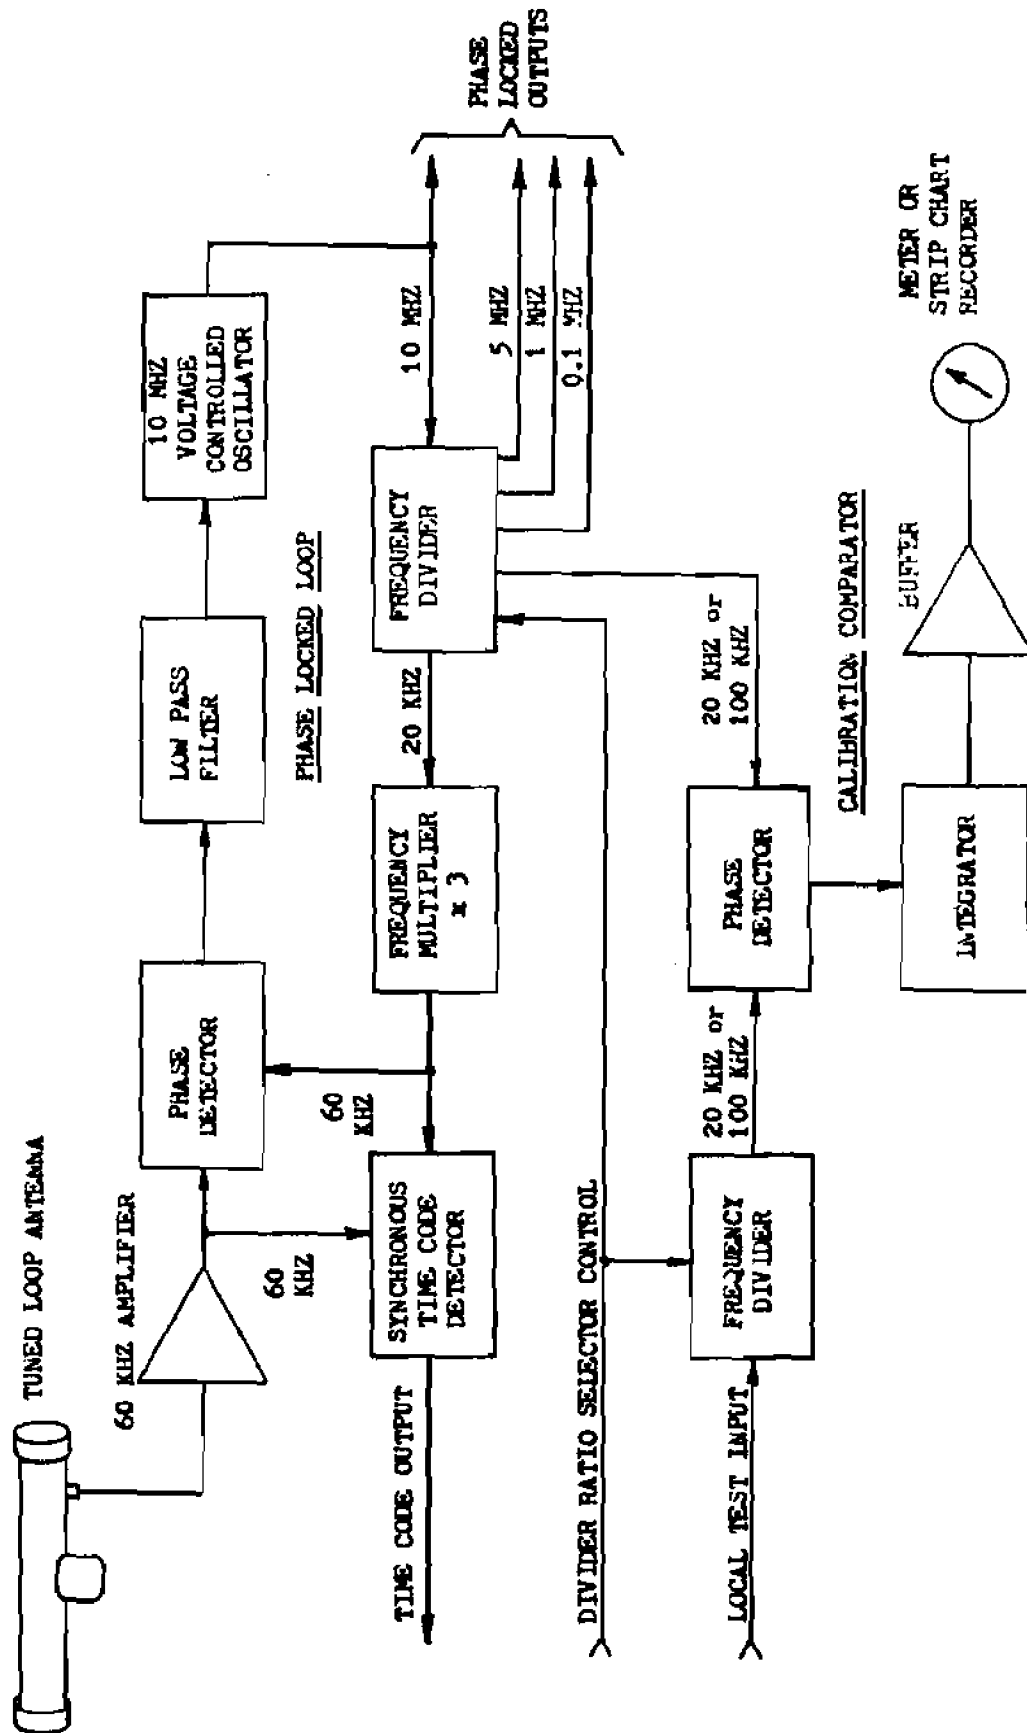 TUNED LOOP ANTENNA
60 KHZ AMPLIFIER
PHASE
DETECTOR
LOW PASS
FILTER
10 MHZ
VOLTAGE
CONTROLLED
OSCILLATOR
60
KHZ
60
KHZ
PHASE LOCKED LOOP
TIME CODE OUTPUT
SYNCHRONOUS
TIME CODE
DETECTOR
FREQUENCY
MULTIPLIER
x 3
20 KHZ
FREQUENCY
DIVIDER
10 MHZ
5 MHZ
1 MHZ
0.1 MHZ
PHASE
LOCKED
OUTPUTS
DIVIDER RATIO SELECTOR CONTROL
LOCAL TEST INPUT
FREQUENCY
DIVIDER
20 KHZ or
100 KHZ
PHASE
DETECTOR
20 KHZ or
100 KHZ
CALIBRATION COMPARATOR
INTEGRATOR
BUFFER
METER OR
STRIP CHART
RECORDER